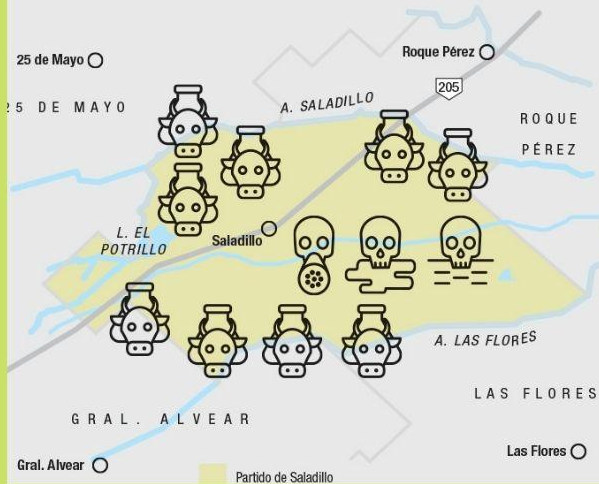 25 de Mayo
Roque Pérez
205
25 DE MAYO
A. SALADILLO
ROQUE
PÉREZ
L. EL
POTRILLO
Saladillo
A. LAS FLORES
LAS FLORES
GRAL. ALVEAR
Las Flores
Gral. Alvear
Partido de Saladillo